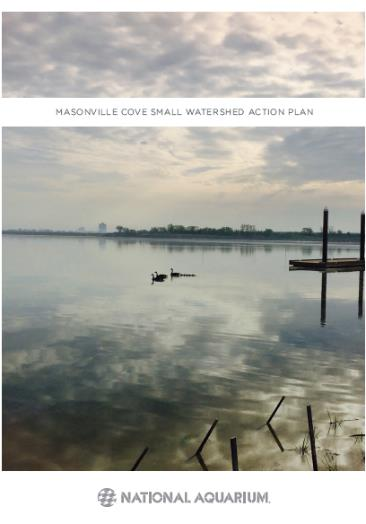 MASONVILLE COVE SMALL WATERSHED ACTION PLAN
NATIONAL AQUARIUM